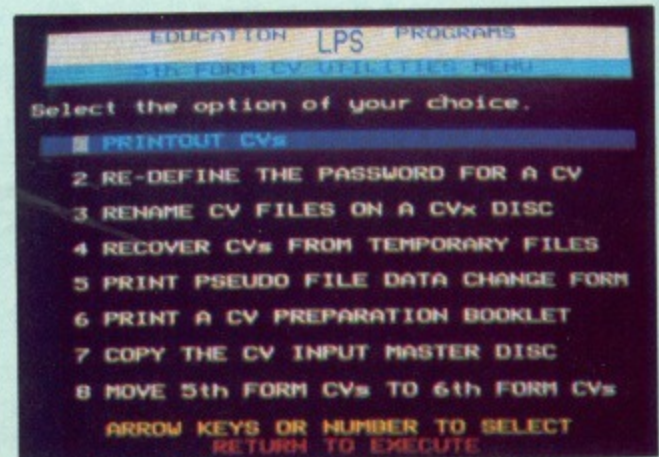 EDUCATION LPS PROGRAMS
5th FORM CV UTILITIES MENU
Select the option of your choice.
1 PRINTOUT CVs
2 RE-DEFINE THE PASSWORD FOR A CV
3 RENAME CV FILES ON A CVx DISC
4 RECOVER CVs FROM TEMPORARY FILES
5 PRINT PSEUDO FILE DATA CHANGE FORM
6 PRINT A CV PREPARATION BOOKLET
7 COPY THE CV INPUT MASTER DISC
8 MOVE 5th FORM CVs TO 6th FORM CVs
ARROW KEYS OR NUMBER TO SELECT
RETURN TO EXECUTE